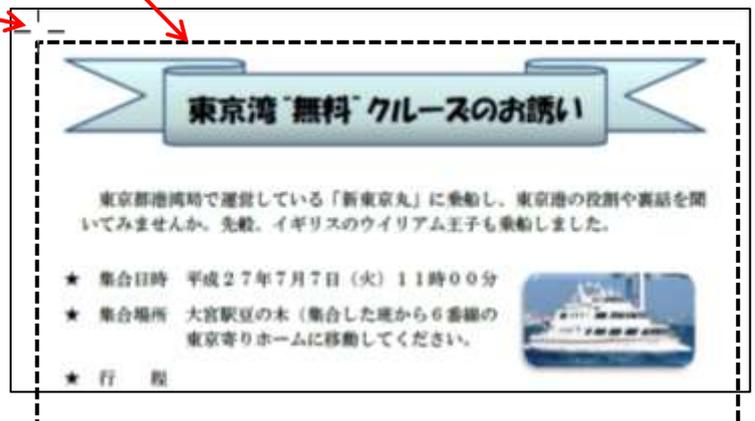 東京湾"無料"クルーズのお誘い
東京都港湾局で運営している「新東京丸」に乗船し、東京港の役割や裏話を聞
いてみませんか。先般、イギリスのウイリアム王子も乗船しました。
★ 集合日時 平成２７年７月７日（火）１１時００分
★ 集合場所 大宮駅豆の木（集合した後から６番線の
東京寄りホームに移動してください。
★ 行 程